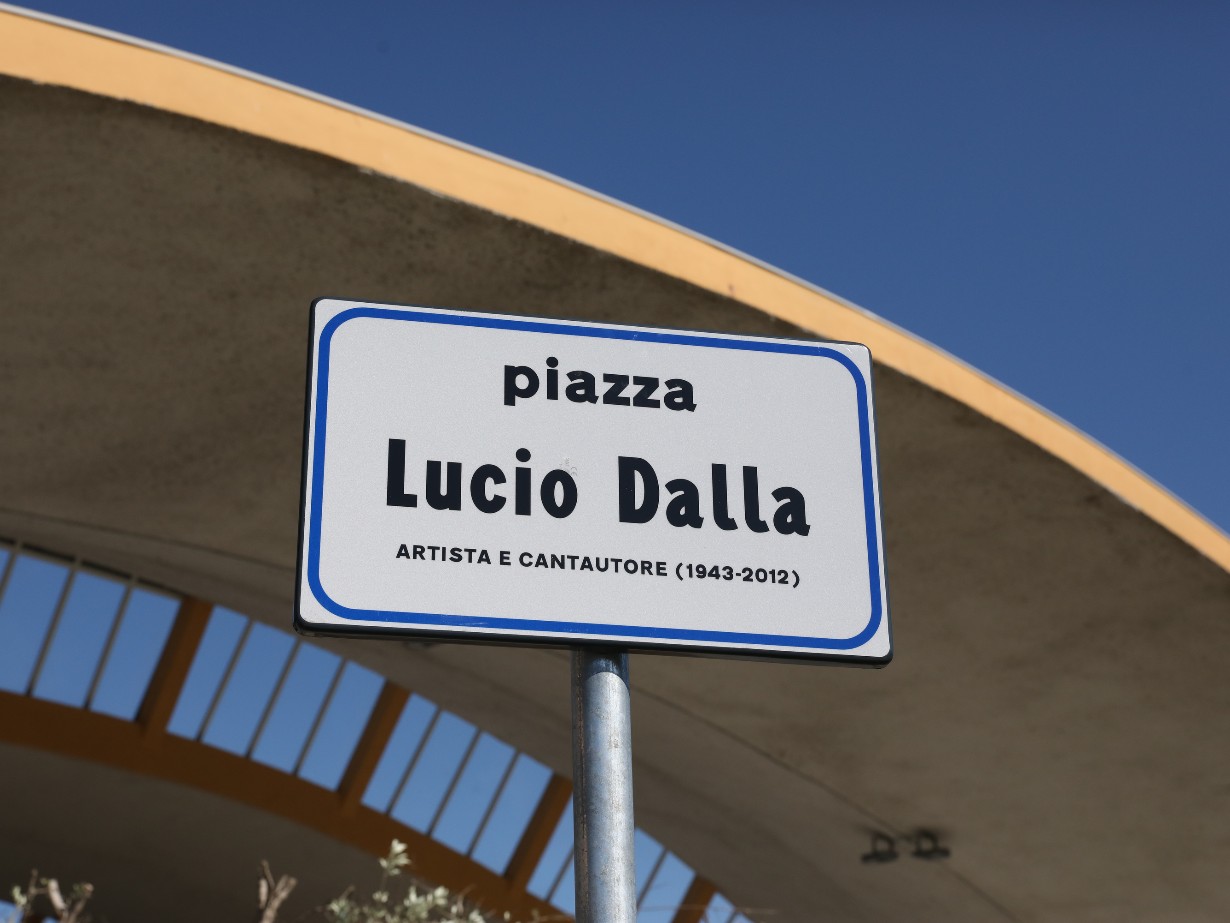 piazza
Lucio Dalla
ARTISTA E CANTAUTORE (1943-2012)